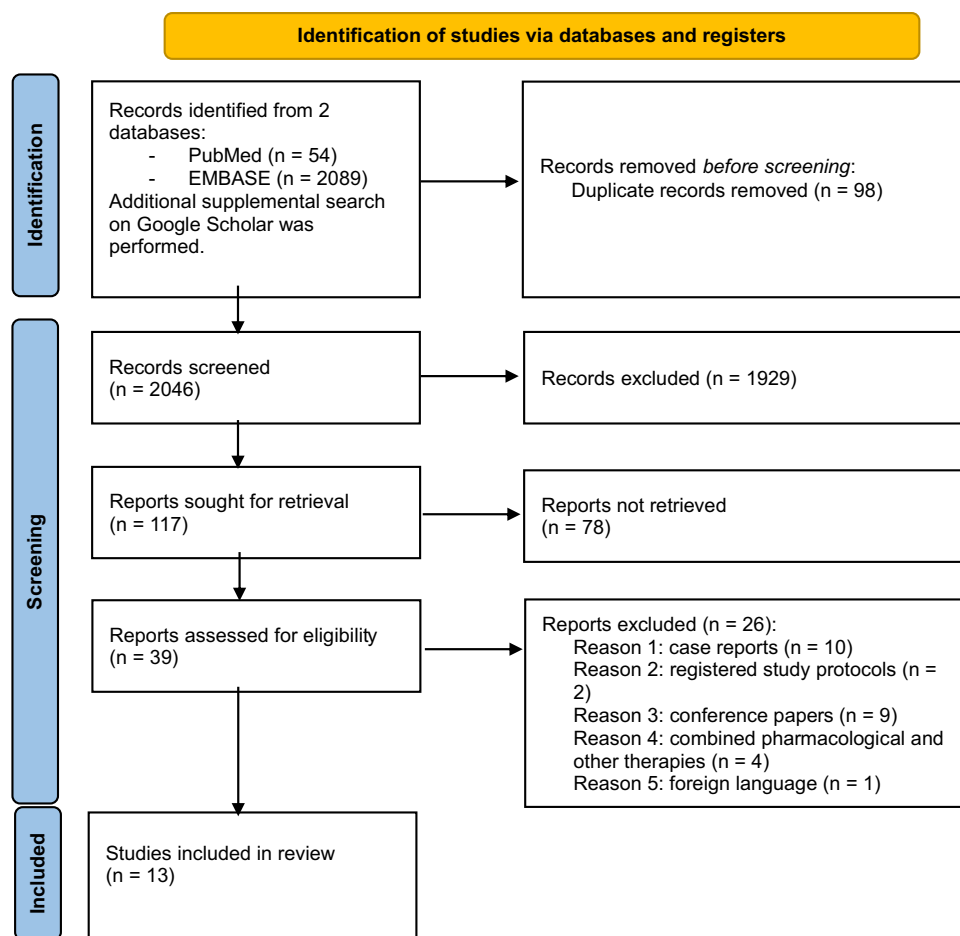 Identification of studies via databases and registers
Identification
Records identified from 2
databases:
- PubMed (n = 54)
- EMBASE (n = 2089)
Additional supplemental search
on Google Scholar was
performed.
Records removed before screening:
Duplicate records removed (n = 98)
Screening
Records screened
(n = 2046)
Records excluded (n = 1929)
Reports sought for retrieval
(n = 117)
Reports not retrieved
(n = 78)
Reports assessed for eligibility
(n = 39)
Reports excluded (n = 26):
Reason 1: case reports (n = 10)
Reason 2: registered study protocols (n =
2)
Reason 3: conference papers (n = 9)
Reason 4: combined pharmacological and
other therapies (n = 4)
Reason 5: foreign language (n = 1)
Included
Studies included in review
(n = 13)